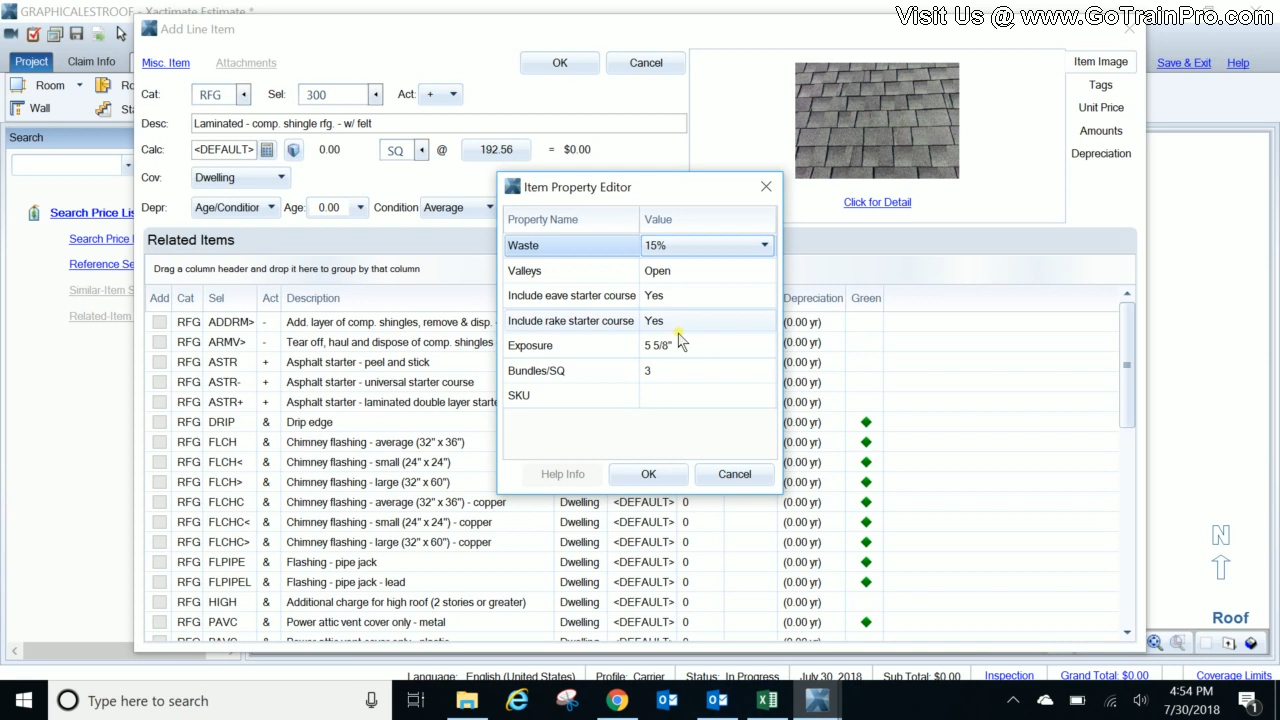 GRAPHICALESTROOF - Xactimate Estimate *
Visit Us @ www.GoTrainPro.com
Add Line Item
Project
Claim Info
Save & Exit
Help
Room
Wall
Search
Search Price Lis
Search Price
Reference Se
Similar-Item S
Related-Item
Misc. Item
Attachments
OK
Cancel
Cat: RFG Sel: 300 Act: +
Desc: Laminated - comp. shingle rfg. - w/ felt
Calc: <DEFAULT> 0.00 SQ @ 192.56 = $0.00
Cov: Dwelling
Depr: Age/Condition Age: 0.00 Condition Average
Item Image
Tags
Unit Price
Amounts
Depreciation
Click for Detail
Related Items
Drag a column header and drop it here to group by that column
Add Cat Sel Act Description Depreciation Green
RFG ADDRM> - Add. layer of comp. shingles, remove & disp. - (0.00 yr)
RFG ARMV> - Tear off, haul and dispose of comp. shingles (0.00 yr)
RFG ASTR + Asphalt starter - peel and stick (0.00 yr)
RFG ASTR- + Asphalt starter - universal starter course (0.00 yr)
RFG ASTR+ + Asphalt starter - laminated double layer starte (0.00 yr)
RFG DRIP & Drip edge (0.00 yr)
RFG FLCH & Chimney flashing - average (32" x 36") (0.00 yr)
RFG FLCH< & Chimney flashing - small (24" x 24") (0.00 yr)
RFG FLCH> & Chimney flashing - large (32" x 60") (0.00 yr)
RFG FLCHC & Chimney flashing - average (32" x 36") - copper Dwelling <DEFAULT> 0 (0.00 yr)
RFG FLCHC< & Chimney flashing - small (24" x 24") - copper Dwelling <DEFAULT> 0 (0.00 yr)
RFG FLCHC> & Chimney flashing - large (32" x 60") - copper Dwelling <DEFAULT> 0 (0.00 yr)
RFG FLPIPE & Flashing - pipe jack Dwelling <DEFAULT> 0 (0.00 yr)
RFG FLPIPEL & Flashing - pipe jack - lead Dwelling <DEFAULT> 0 (0.00 yr)
RFG HIGH & Additional charge for high roof (2 stories or greater) Dwelling <DEFAULT> 0 (0.00 yr)
RFG PAVC & Power attic vent cover only - metal Dwelling <DEFAULT> 0 (0.00 yr)
Item Property Editor
Property Name Value
Waste 15%
Valleys Open
Include eave starter course Yes
Include rake starter course Yes
Exposure 5 5/8"
Bundles/SQ 3
SKU
Help Info
OK
Cancel
N
Roof
Language: English (United States) Profile: Carrier Status: In Progress July 30, 2018 Sub Total: $0.00 Inspection Grand Total: $0.00 Coverage Limits
Type here to search
4:54 PM
7/30/2018
1